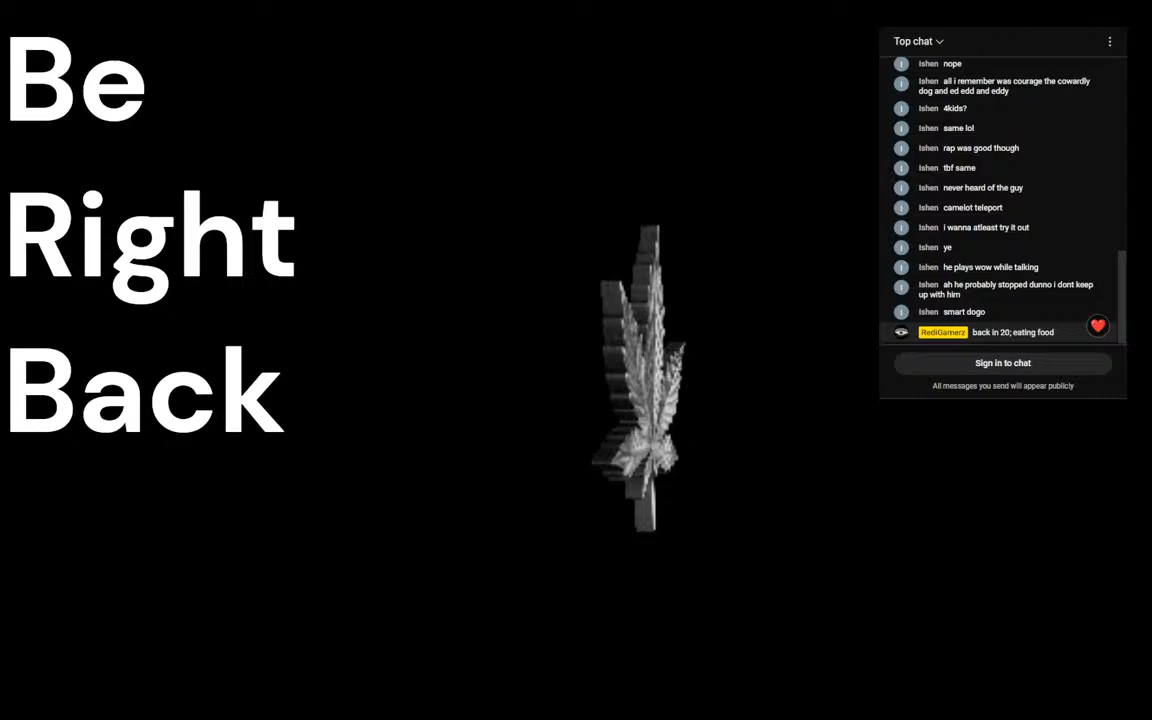 Be
Right
Back
Top chat
Ishen nope
Ishen all i remember was courage the cowardly
dog and ed edd and eddy
Ishen 4kids?
Ishen same lol
Ishen rap was good though
Ishen tbf same
Ishen never heard of the guy
Ishen camelot teleport
Ishen i wanna atleast try it out
Ishen ye
Ishen he plays wow while talking
Ishen ah he probably stopped dunno i dont keep
up with him
Ishen smart dogo
RediGamerz back in 20; eating food
Sign in to chat
All messages you send will appear publicly